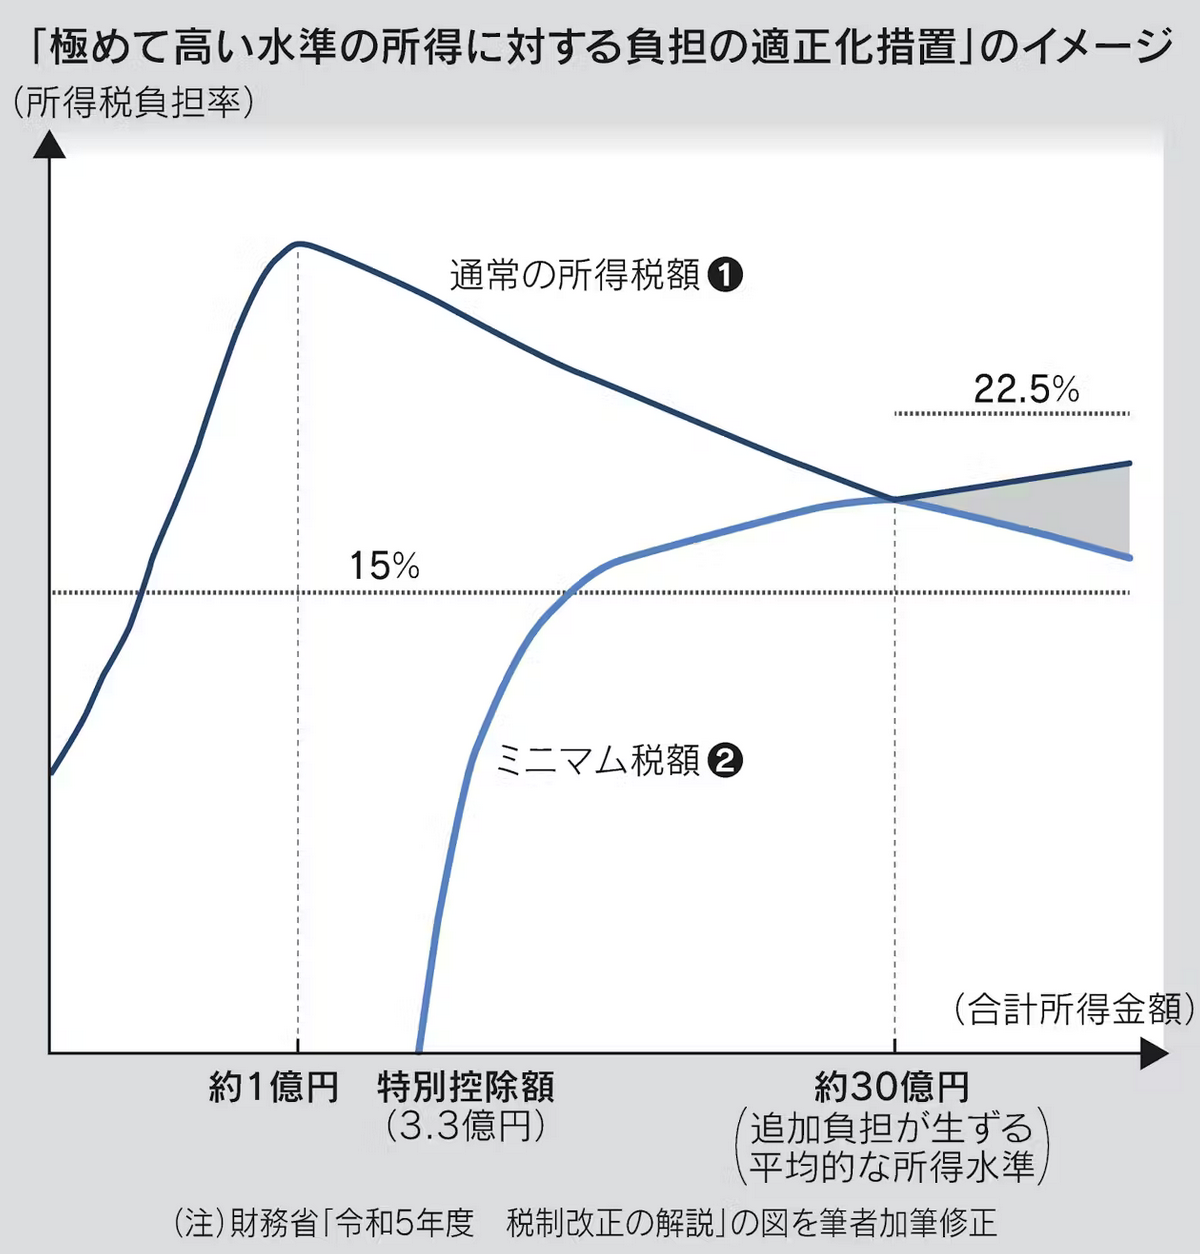 「極めて高い水準の所得に対する負担の適正化措置」のイメージ
(所得税負担率)
通常の所得税額❶
22.5%
15%
ミニマム税額❷
(合計所得金額)
約1億円
特別控除額
(3.3億円)
約30億円
(追加負担が生ずる
平均的な所得水準)
(注)財務省「令和5年度　税制改正の解説」の図を筆者加筆修正